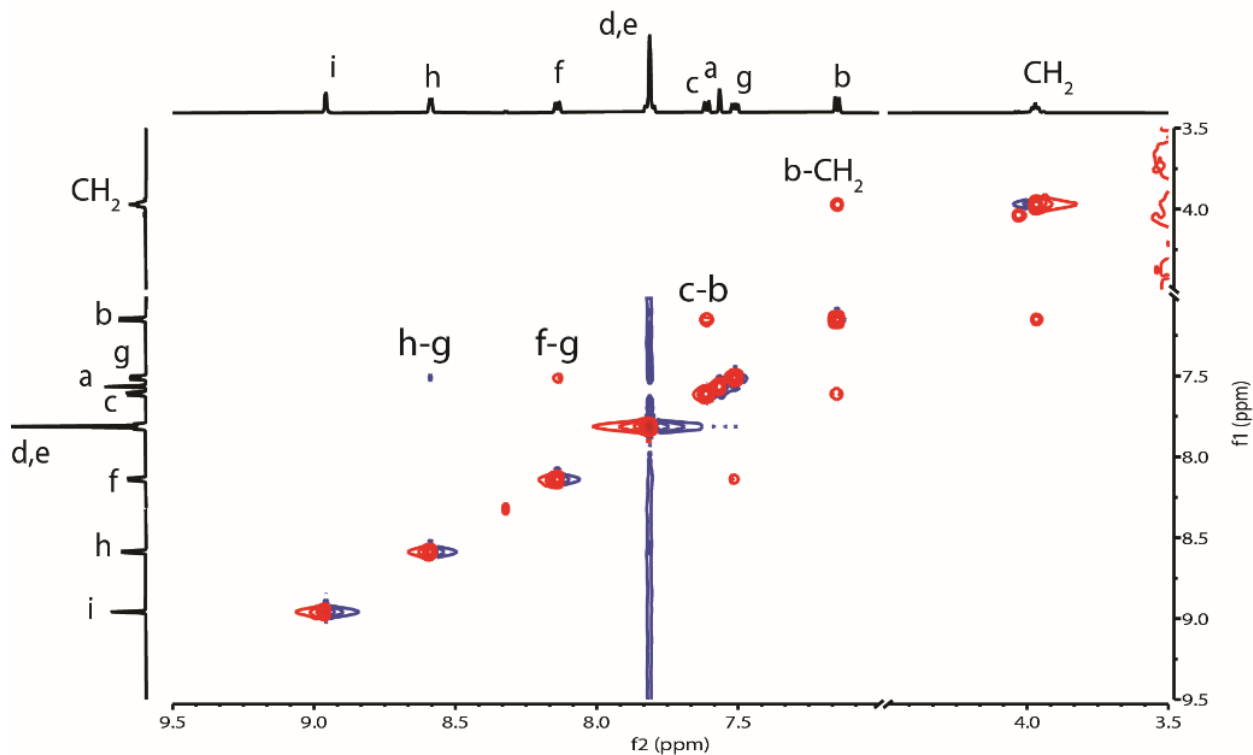 d,e
i
h
f
c
a
g
b
CH₂
CH₂
b-CH₂
3.5
4.0
b
g
a
c
d,e
f
h
i
c-b
h-g
f-g
7.5
8.0
8.5
9.0
9.5
f1 (ppm)
9.5
9.0
8.5
8.0
7.5
4.0
3.5
f2 (ppm)